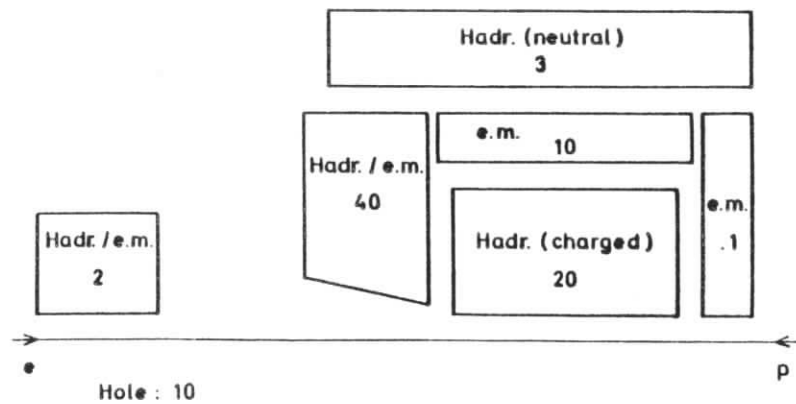 Hadr. (neutral)
3
e.m.
10
Hadr. / e.m.
40
e.m.
.1
Hadr. / e.m.
2
Hadr. (charged)
20
e
p
Hole : 10